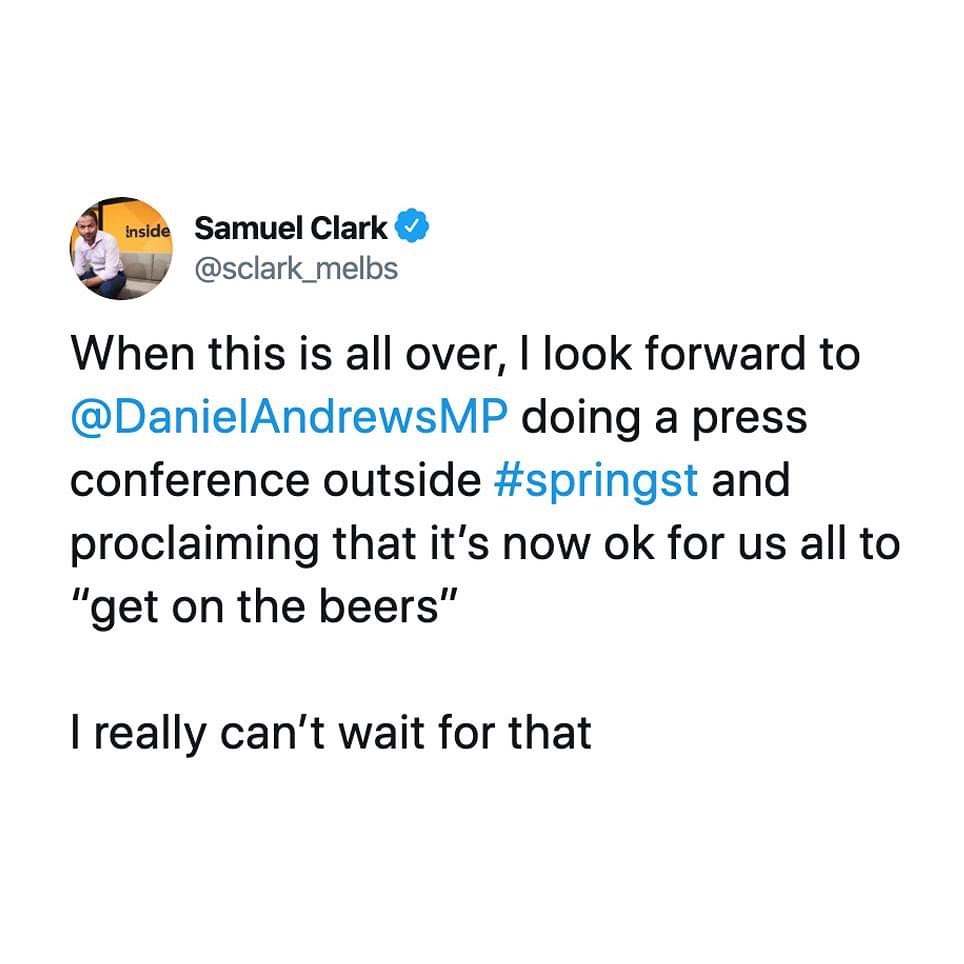 inside
Samuel Clark
@sclark_melbs
When this is all over, I look forward to
@DanielAndrewsMP doing a press
conference outside #springst and
proclaiming that it’s now ok for us all to
“get on the beers”
I really can’t wait for that